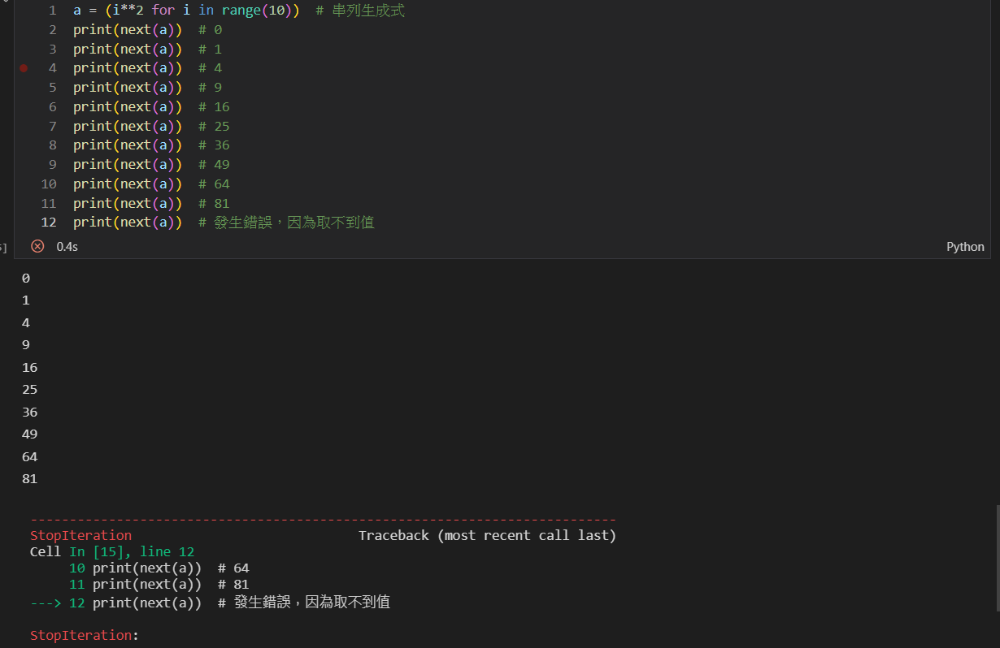 1 a = (i**2 for i in range(10))  # 串列生成式
2 print(next(a))  # 0
3 print(next(a))  # 1
4 print(next(a))  # 4
5 print(next(a))  # 9
6 print(next(a))  # 16
7 print(next(a))  # 25
8 print(next(a))  # 36
9 print(next(a))  # 49
10 print(next(a))  # 64
11 print(next(a))  # 81
12 print(next(a))  # 發生錯誤，因為取不到值
] 0.4s Python
0
1
4
9
16
25
36
49
64
81
---------------------------------------------------------------------------
StopIteration                             Traceback (most recent call last)
Cell In [15], line 12
     10 print(next(a))  # 64
     11 print(next(a))  # 81
---> 12 print(next(a))  # 發生錯誤，因為取不到值
StopIteration: